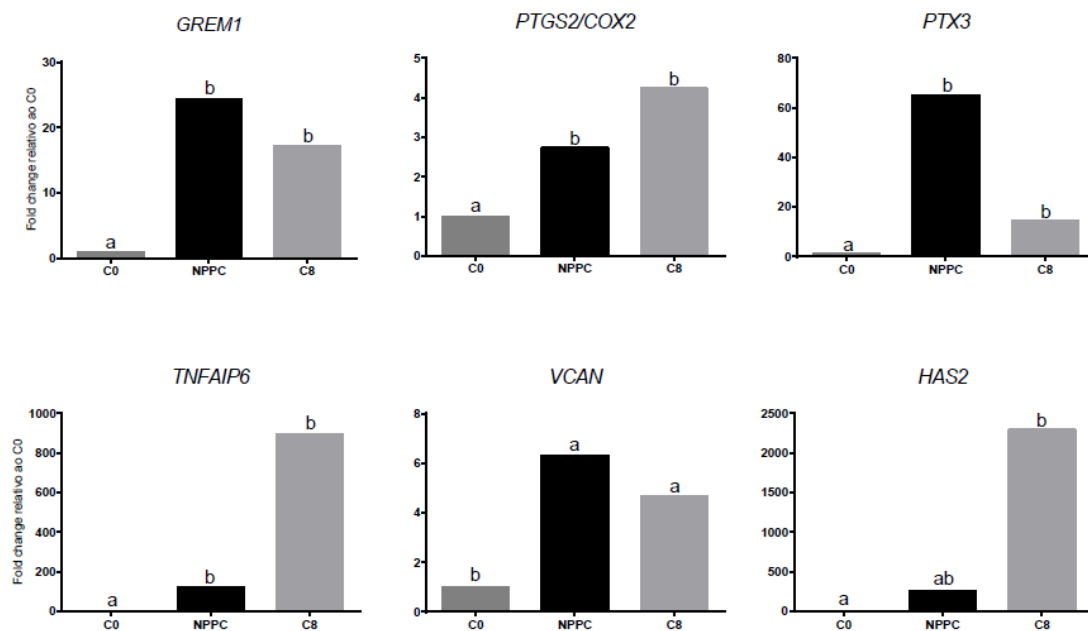 GREM1
PTGS2/COX2
PTX3
Fold change relativo ao C0
30
20
10
0
a
b
b
C0
NPPC
C8
5
4
3
2
1
0
a
b
b
C0
NPPC
C8
80
60
40
20
0
a
b
b
C0
NPPC
C8
TNFAIP6
VCAN
HAS2
Fold change relativo ao C0
1000
800
600
400
200
0
a
b
b
C0
NPPC
C8
8
6
4
2
0
b
a
a
C0
NPPC
C8
2500
2000
1500
1000
500
0
a
ab
b
C0
NPPC
C8